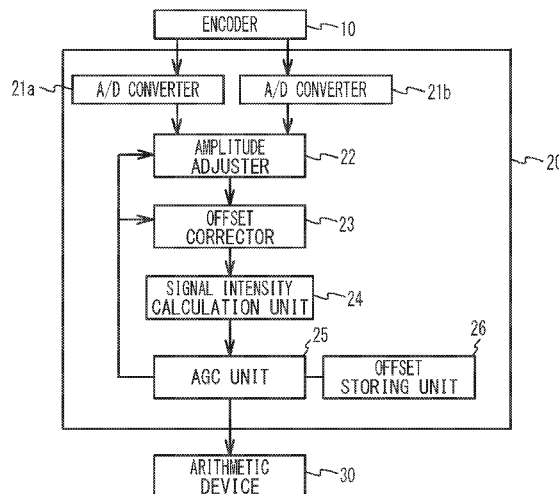 ENCODER
10
21a
A/D CONVERTER
A/D CONVERTER
21b
AMPLITUDE
ADJUSTER
22
20
OFFSET
CORRECTOR
23
SIGNAL INTENSITY
CALCULATION UNIT
24
25
AGC UNIT
26
OFFSET
STORING UNIT
ARITHMETIC
DEVICE
30